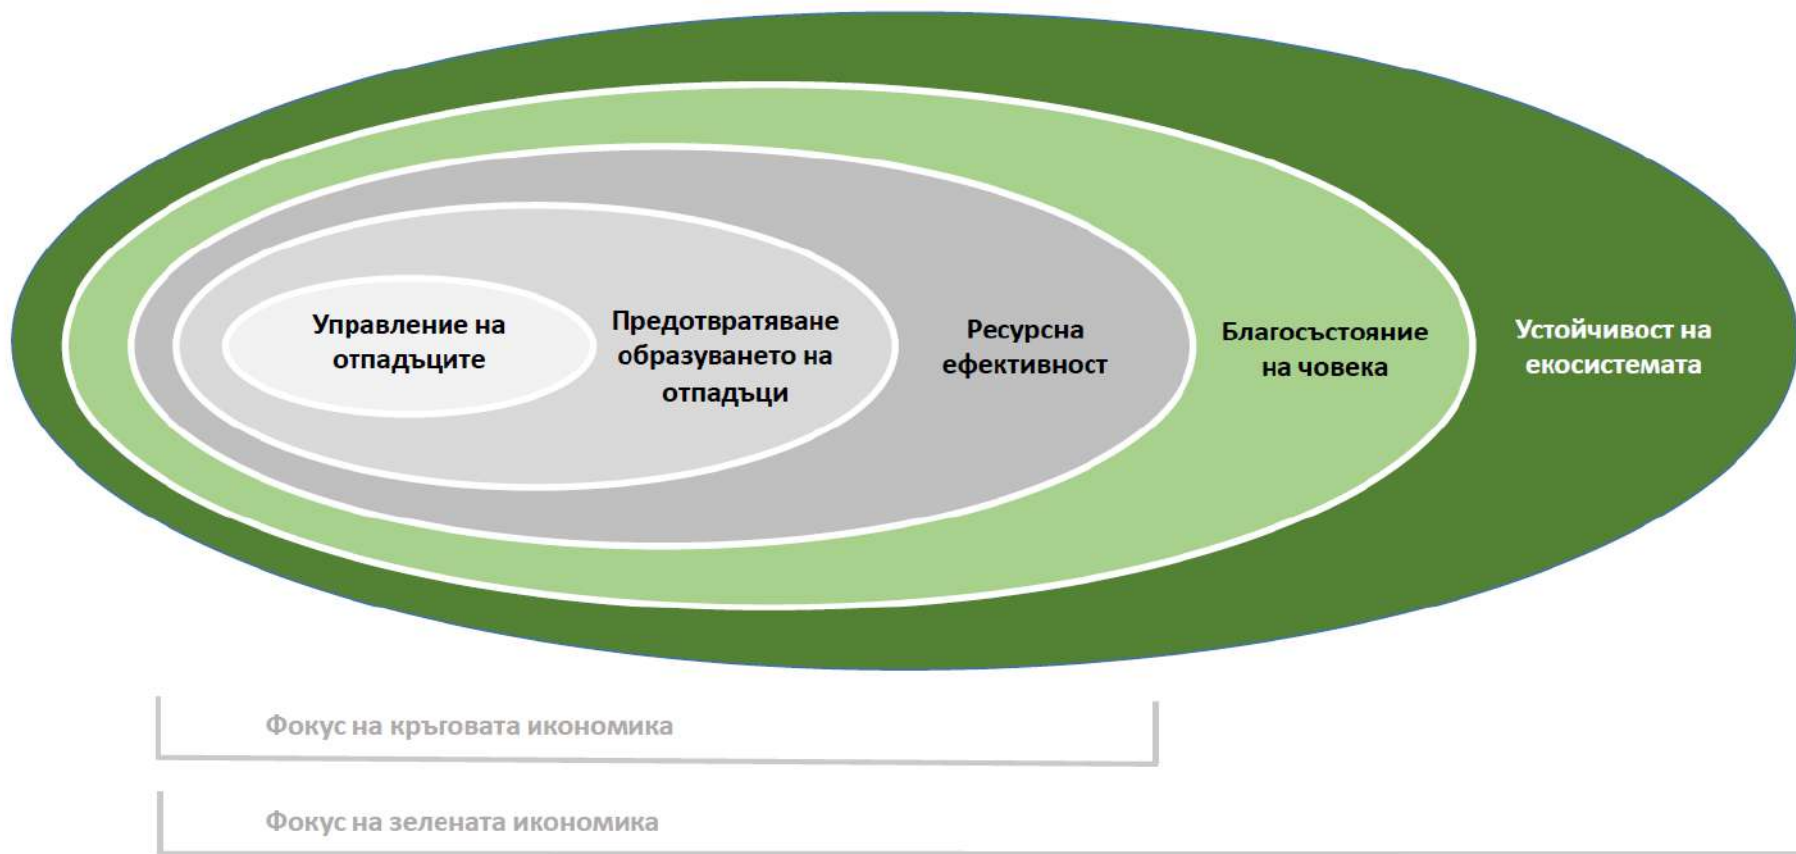 Управление на
отпадъците
Предотвратяване
образуването на
отпадъци
Ресурсна
ефективност
Благосъстояние
на човека
Устойчивост на
екосистемата
Фокус на кръговата икономика
Фокус на зелената икономика